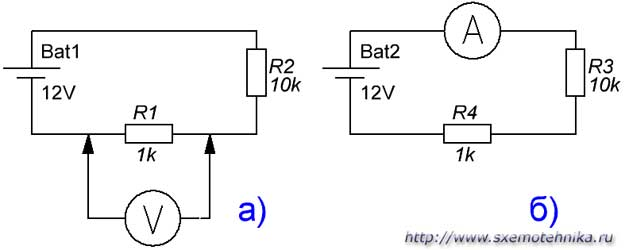 Bat1
12V
R2
10k
R1
1k
V
а)
Bat2
12V
A
R3
10k
R4
1k
б)
http://www.sxemotehnika.ru